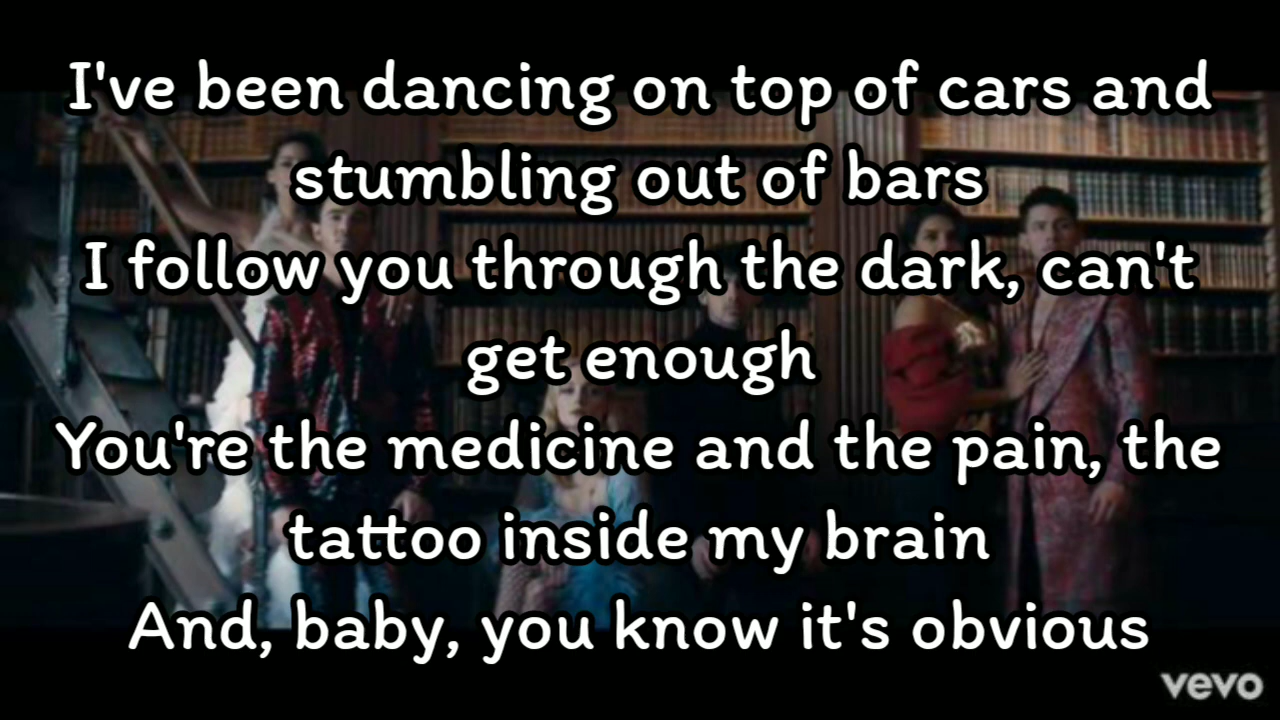 I've been dancing on top of cars and
stumbling out of bars
I follow you through the dark, can't
get enough
You're the medicine and the pain, the
tattoo inside my brain
And, baby, you know it's obvious
vevo